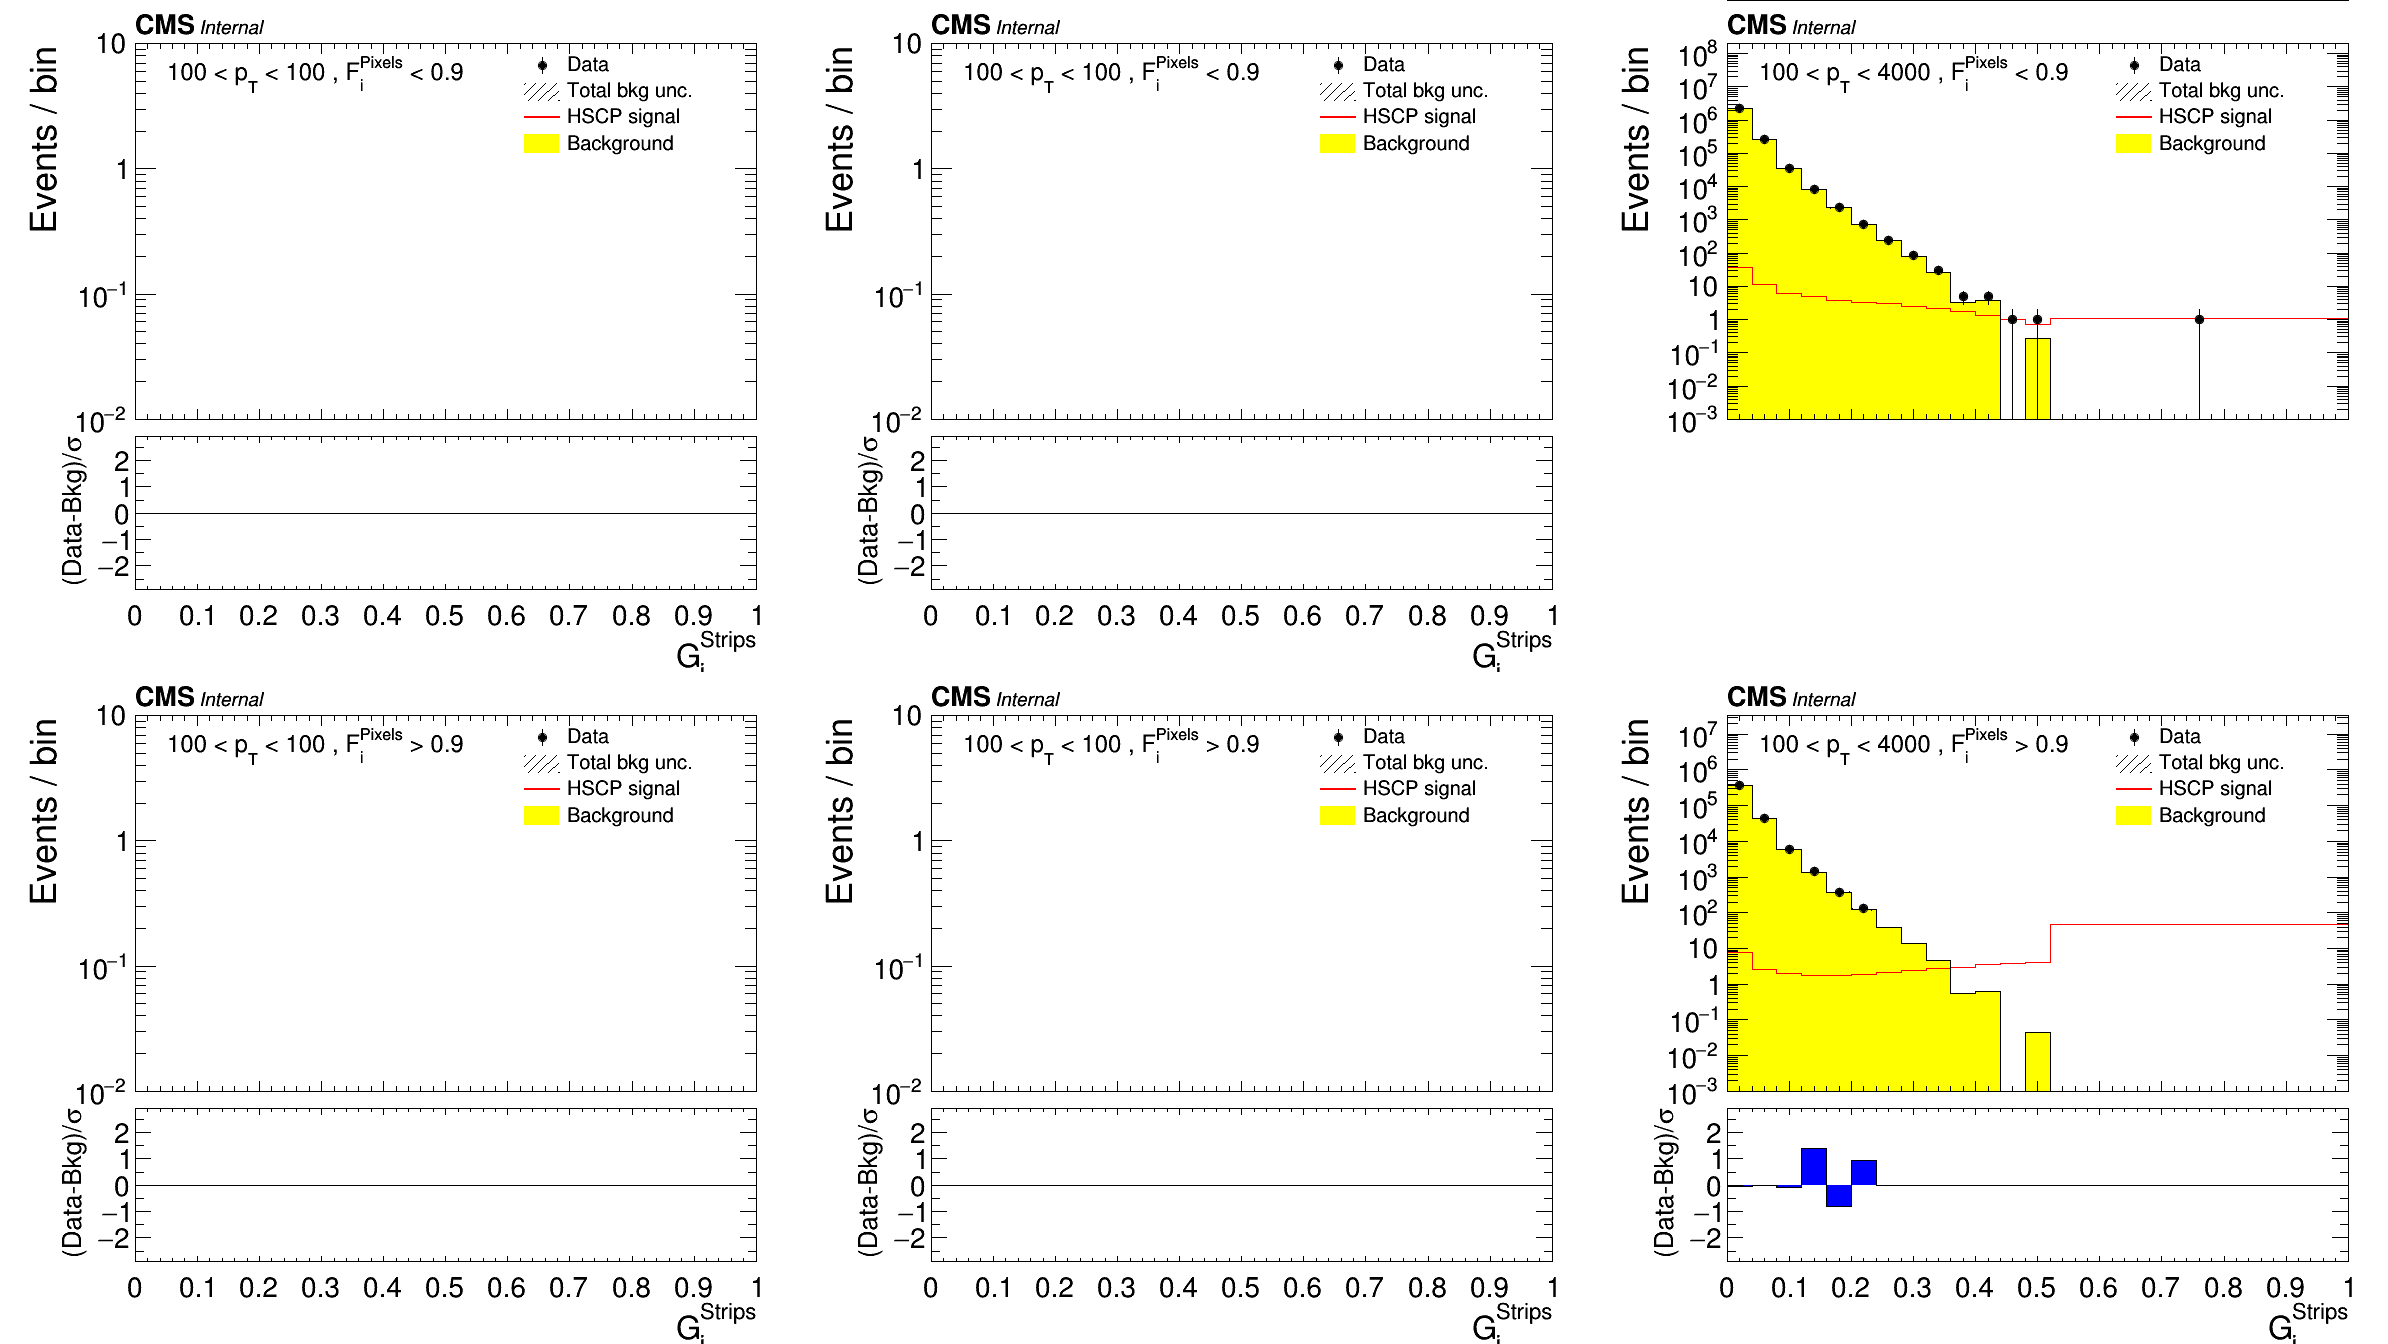 CMS Internal
Events / bin
100 < p_T < 100 , F_i^Pixels < 0.9
Data
Total bkg unc.
HSCP signal
Background
10
1
10^−1
10^−2
(Data-Bkg)/σ
2
1
0
−1
−2
0 0.1 0.2 0.3 0.4 0.5 0.6 0.7 0.8 0.9 1
G_i^Strips
CMS Internal
Events / bin
100 < p_T < 100 , F_i^Pixels < 0.9
Data
Total bkg unc.
HSCP signal
Background
10
1
10^−1
10^−2
(Data-Bkg)/σ
2
1
0
−1
−2
0 0.1 0.2 0.3 0.4 0.5 0.6 0.7 0.8 0.9 1
G_i^Strips
CMS Internal
Events / bin
100 < p_T < 4000 , F_i^Pixels < 0.9
Data
Total bkg unc.
HSCP signal
Background
10^8
10^7
10^6
10^5
10^4
10^3
10^2
10
1
10^−1
10^−2
10^−3
CMS Internal
Events / bin
100 < p_T < 100 , F_i^Pixels > 0.9
Data
Total bkg unc.
HSCP signal
Background
10
1
10^−1
10^−2
(Data-Bkg)/σ
2
1
0
−1
−2
0 0.1 0.2 0.3 0.4 0.5 0.6 0.7 0.8 0.9 1
G_i^Strips
CMS Internal
Events / bin
100 < p_T < 100 , F_i^Pixels > 0.9
Data
Total bkg unc.
HSCP signal
Background
10
1
10^−1
10^−2
(Data-Bkg)/σ
2
1
0
−1
−2
0 0.1 0.2 0.3 0.4 0.5 0.6 0.7 0.8 0.9 1
G_i^Strips
CMS Internal
Events / bin
100 < p_T < 4000 , F_i^Pixels > 0.9
Data
Total bkg unc.
HSCP signal
Background
10^7
10^6
10^5
10^4
10^3
10^2
10
1
10^−1
10^−2
10^−3
(Data-Bkg)/σ
2
1
0
−1
−2
0 0.1 0.2 0.3 0.4 0.5 0.6 0.7 0.8 0.9 1
G_i^Strips